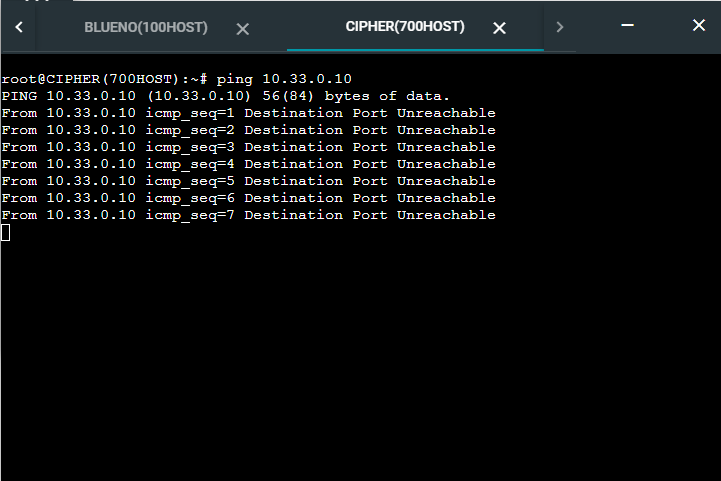 BLUENO(100HOST) CIPHER(700HOST)
root@CIPHER(700HOST):~# ping 10.33.0.10
PING 10.33.0.10 (10.33.0.10) 56(84) bytes of data.
From 10.33.0.10 icmp_seq=1 Destination Port Unreachable
From 10.33.0.10 icmp_seq=2 Destination Port Unreachable
From 10.33.0.10 icmp_seq=3 Destination Port Unreachable
From 10.33.0.10 icmp_seq=4 Destination Port Unreachable
From 10.33.0.10 icmp_seq=5 Destination Port Unreachable
From 10.33.0.10 icmp_seq=6 Destination Port Unreachable
From 10.33.0.10 icmp_seq=7 Destination Port Unreachable